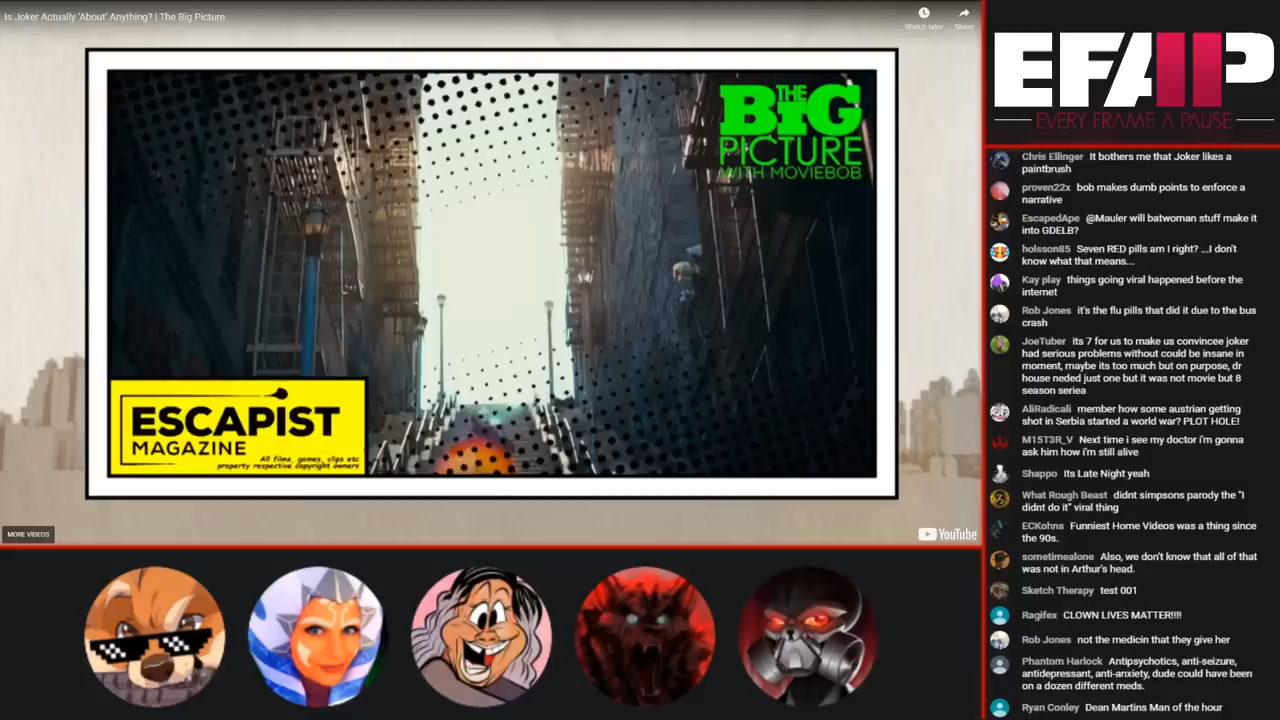 Is Joker Actually 'About' Anything? | The Big Picture
Watch later
Share
THE
BiG
PICTURE
WITH MOVIEBOB
ESCAPIST
MAGAZINE
All films, games, clips etc
property respective copyright owners
MORE VIDEOS
YouTube
EFAP
EVERY FRAME A PAUSE
Chris Ellinger It bothers me that Joker likes a
paintbrush
proven22x bob makes dumb points to enforce a
narrative
EscapedApe @Mauler will batwoman stuff make it
into GDELB?
holsson85 Seven RED pills am I right? ...I don't
know what that means...
Kay play things going viral happened before the
internet
Rob Jones it's the flu pills that did it due to the bus
crash
JoeTuber its 7 for us to make us convincee joker
had serious problems without could be insane in
moment, maybe its too much but on purpose, dr
house neded just one but it was not movie but 8
season seriea
AliRadicali member how some austrian getting
shot in Serbia started a world war? PLOT HOLE!
M15T3R_V Next time i see my doctor i'm gonna
ask him how i'm still alive
Shappo Its Late Night yeah
What Rough Beast didnt simpsons parody the "I
didnt do it" viral thing
ECKohns Funniest Home Videos was a thing since
the 90s.
sometimealone Also, we don't know that all of that
was not in Arthur's head.
Sketch Therapy test 001
Ragifex CLOWN LIVES MATTER!!!!
Rob Jones not the medicin that they give her
Phantom Harlock Antipsychotics, anti-seizure,
antidepressant, anti-anxiety, dude could have been
on a dozen different meds.
Ryan Conley Dean Martins Man of the hour